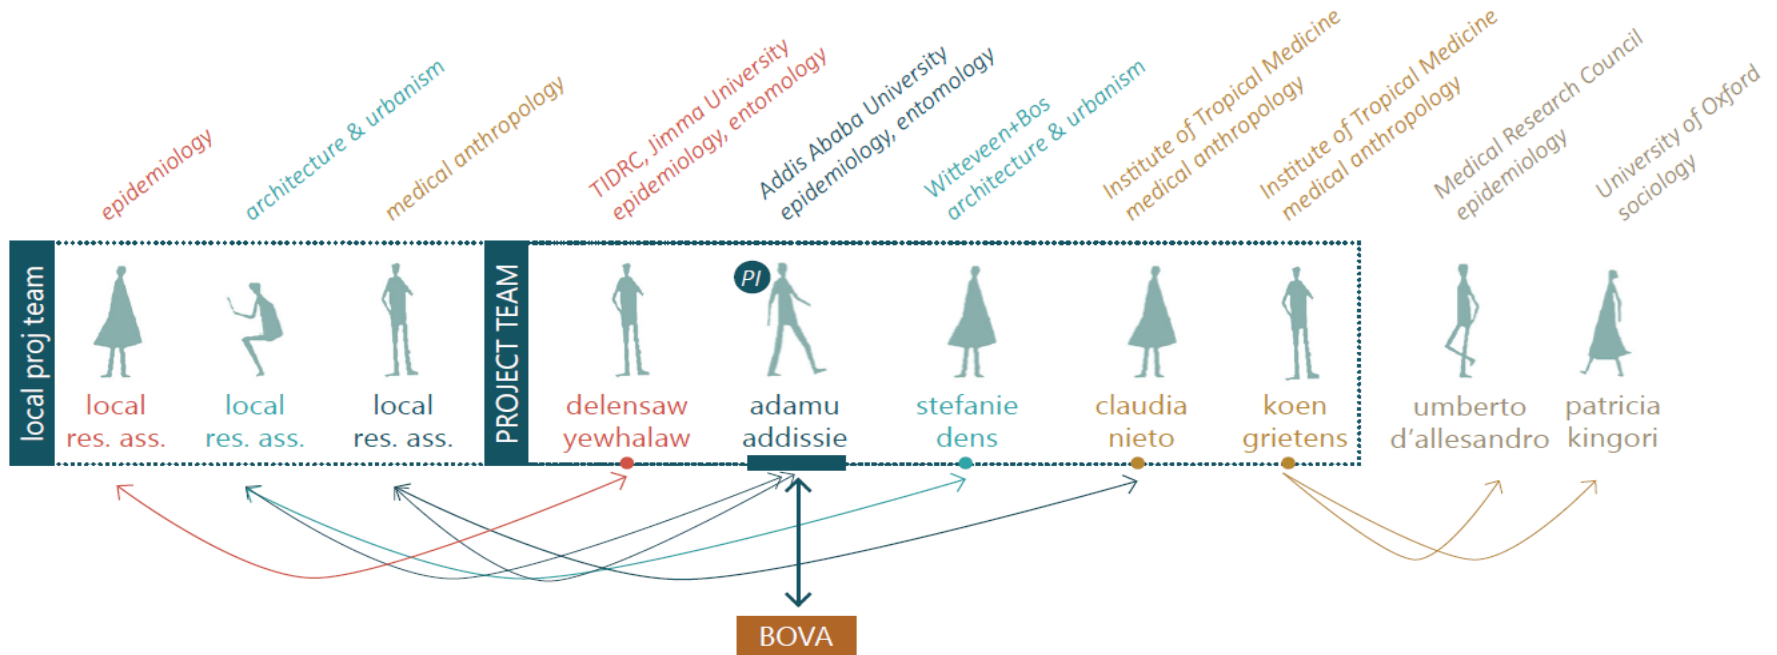 epidemiology
architecture & urbanism
medical anthropology
TIDRC, Jimma University
epidemiology, entomology
Addis Ababa University
epidemiology, entomology
Witteveen+Bos
architecture & urbanism
Institute of Tropical Medicine
medical anthropology
Institute of Tropical Medicine
medical anthropology
Medical Research Council
epidemiology
University of Oxford
sociology
local proj team
PROJECT TEAM
PI
local
res. ass.
local
res. ass.
local
res. ass.
delensaw
yewhalaw
adamu
addissie
stefanie
dens
claudia
nieto
koen
grietens
umberto
d'allesandro
patricia
kingori
BOVA